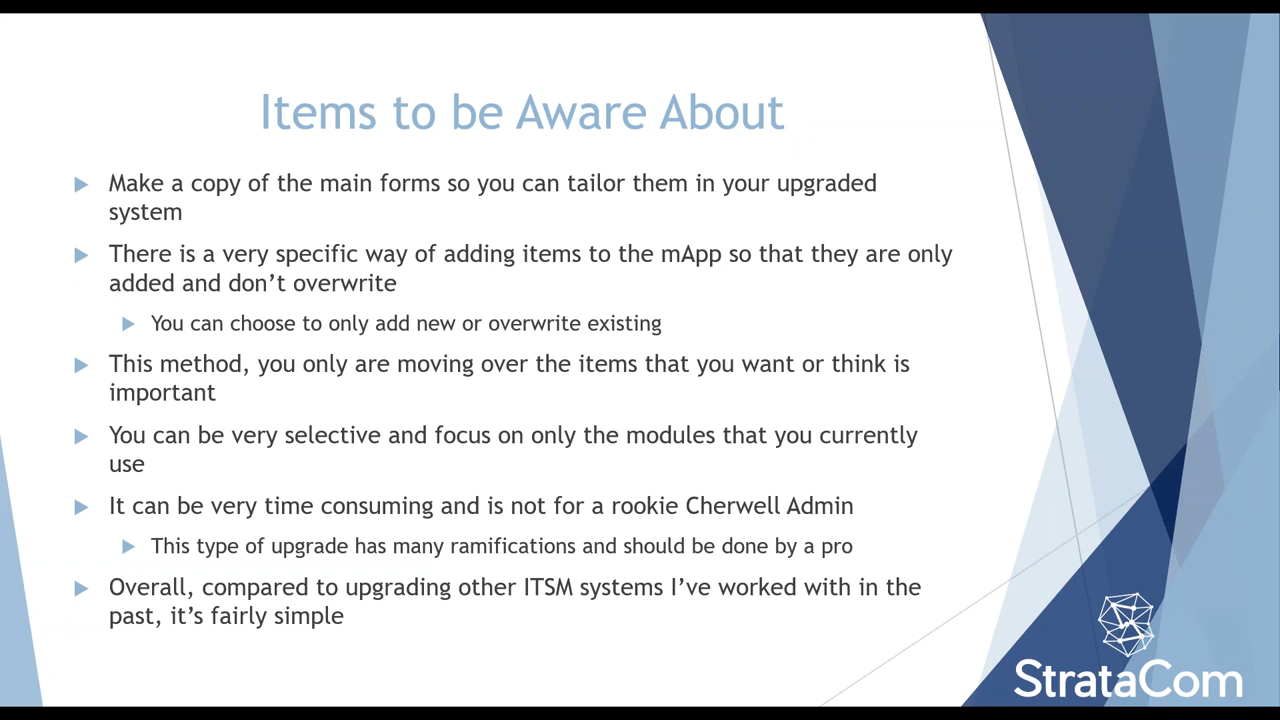 Items to be Aware About
Make a copy of the main forms so you can tailor them in your upgraded
system
There is a very specific way of adding items to the mApp so that they are only
added and don’t overwrite
You can choose to only add new or overwrite existing
This method, you only are moving over the items that you want or think is
important
You can be very selective and focus on only the modules that you currently
use
It can be very time consuming and is not for a rookie Cherwell Admin
This type of upgrade has many ramifications and should be done by a pro
Overall, compared to upgrading other ITSM systems I’ve worked with in the
past, it’s fairly simple
StrataCom